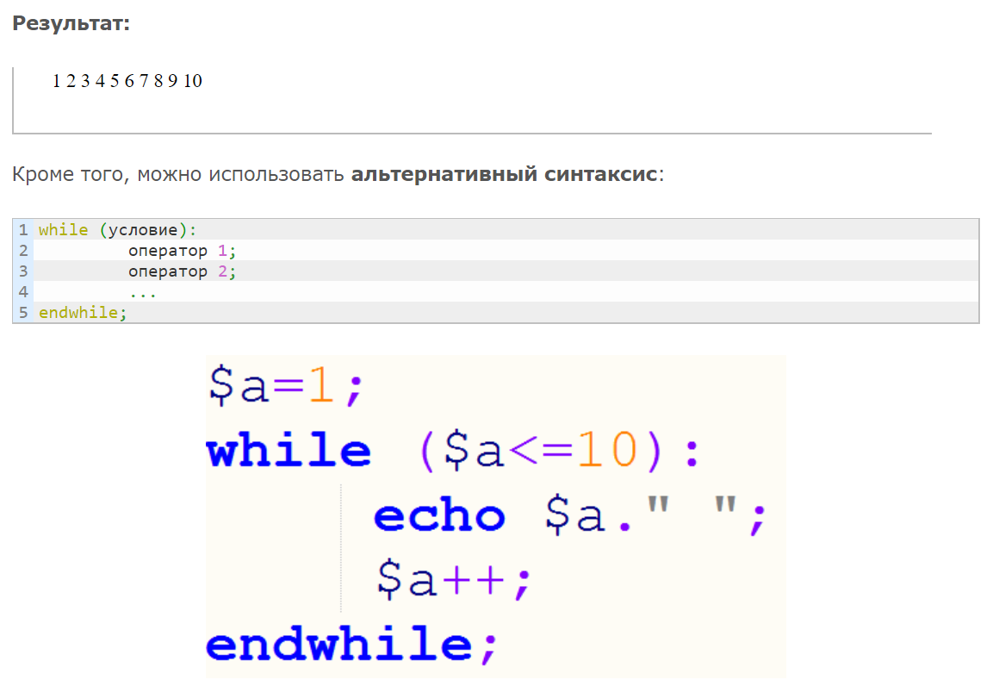 Результат:
1 2 3 4 5 6 7 8 9 10
Кроме того, можно использовать альтернативный синтаксис:
1 while (условие):
2 оператор 1;
3 оператор 2;
4 ...
5 endwhile;
$a=1;
while ($a<=10):
echo $a." ";
$a++;
endwhile;